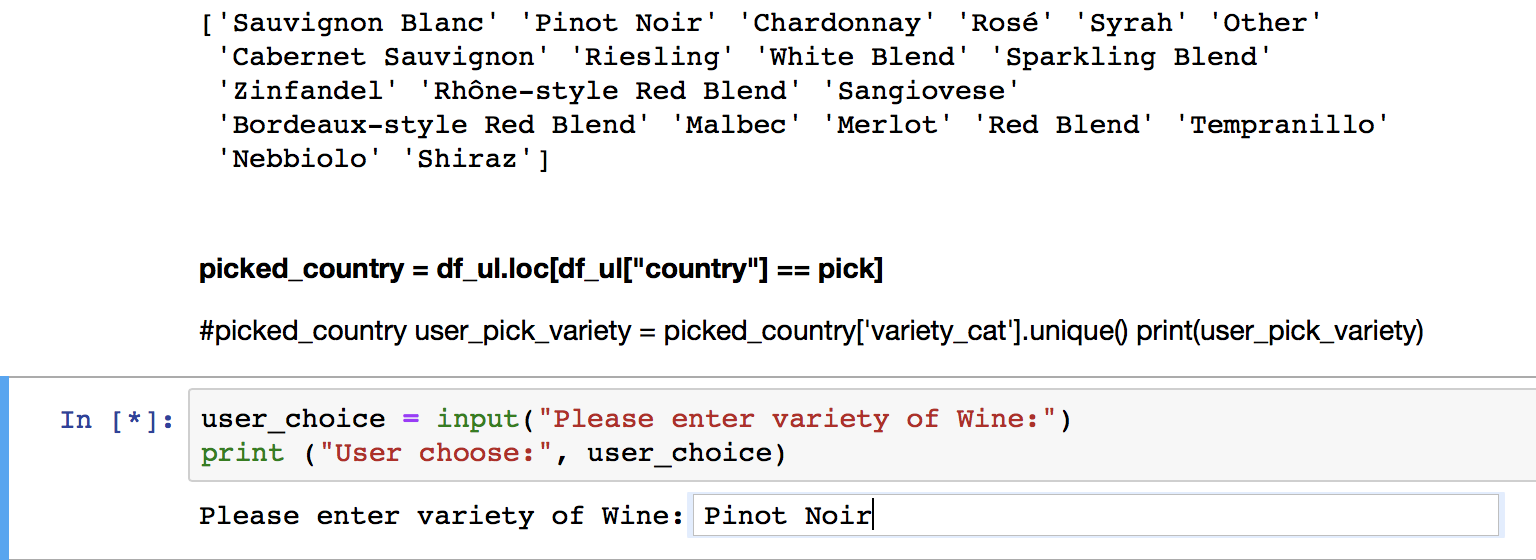 ['Sauvignon Blanc' 'Pinot Noir' 'Chardonnay' 'Rosé' 'Syrah' 'Other'
'Cabernet Sauvignon' 'Riesling' 'White Blend' 'Sparkling Blend'
'Zinfandel' 'Rhône-style Red Blend' 'Sangiovese'
'Bordeaux-style Red Blend' 'Malbec' 'Merlot' 'Red Blend' 'Tempranillo'
'Nebbiolo' 'Shiraz']
picked_country = df_ul.loc[df_ul["country"] == pick]
#picked_country user_pick_variety = picked_country['variety_cat'].unique() print(user_pick_variety)
In [*]: user_choice = input("Please enter variety of Wine:")
print ("User choose:", user_choice)
Please enter variety of Wine: Pinot Noir